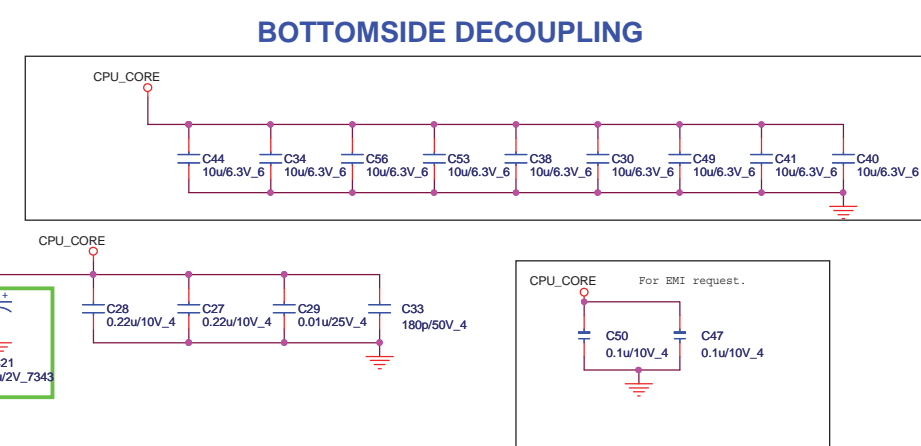 BOTTOMSIDE DECOUPLING
CPU_CORE
C44 C34 C56 C53 C38 C30 C49 C41 C40
10u/6.3V_6 10u/6.3V_6 10u/6.3V_6 10u/6.3V_6 10u/6.3V_6 10u/6.3V_6 10u/6.3V_6 10u/6.3V_6 10u/6.3V_6
CPU_CORE
+
C28 C27 C29 C33
0.22u/10V_4 0.22u/10V_4 0.01u/25V_4 180p/50V_4
21
/2V_7343
CPU_CORE For EMI request.
C50 C47
0.1u/10V_4 0.1u/10V_4